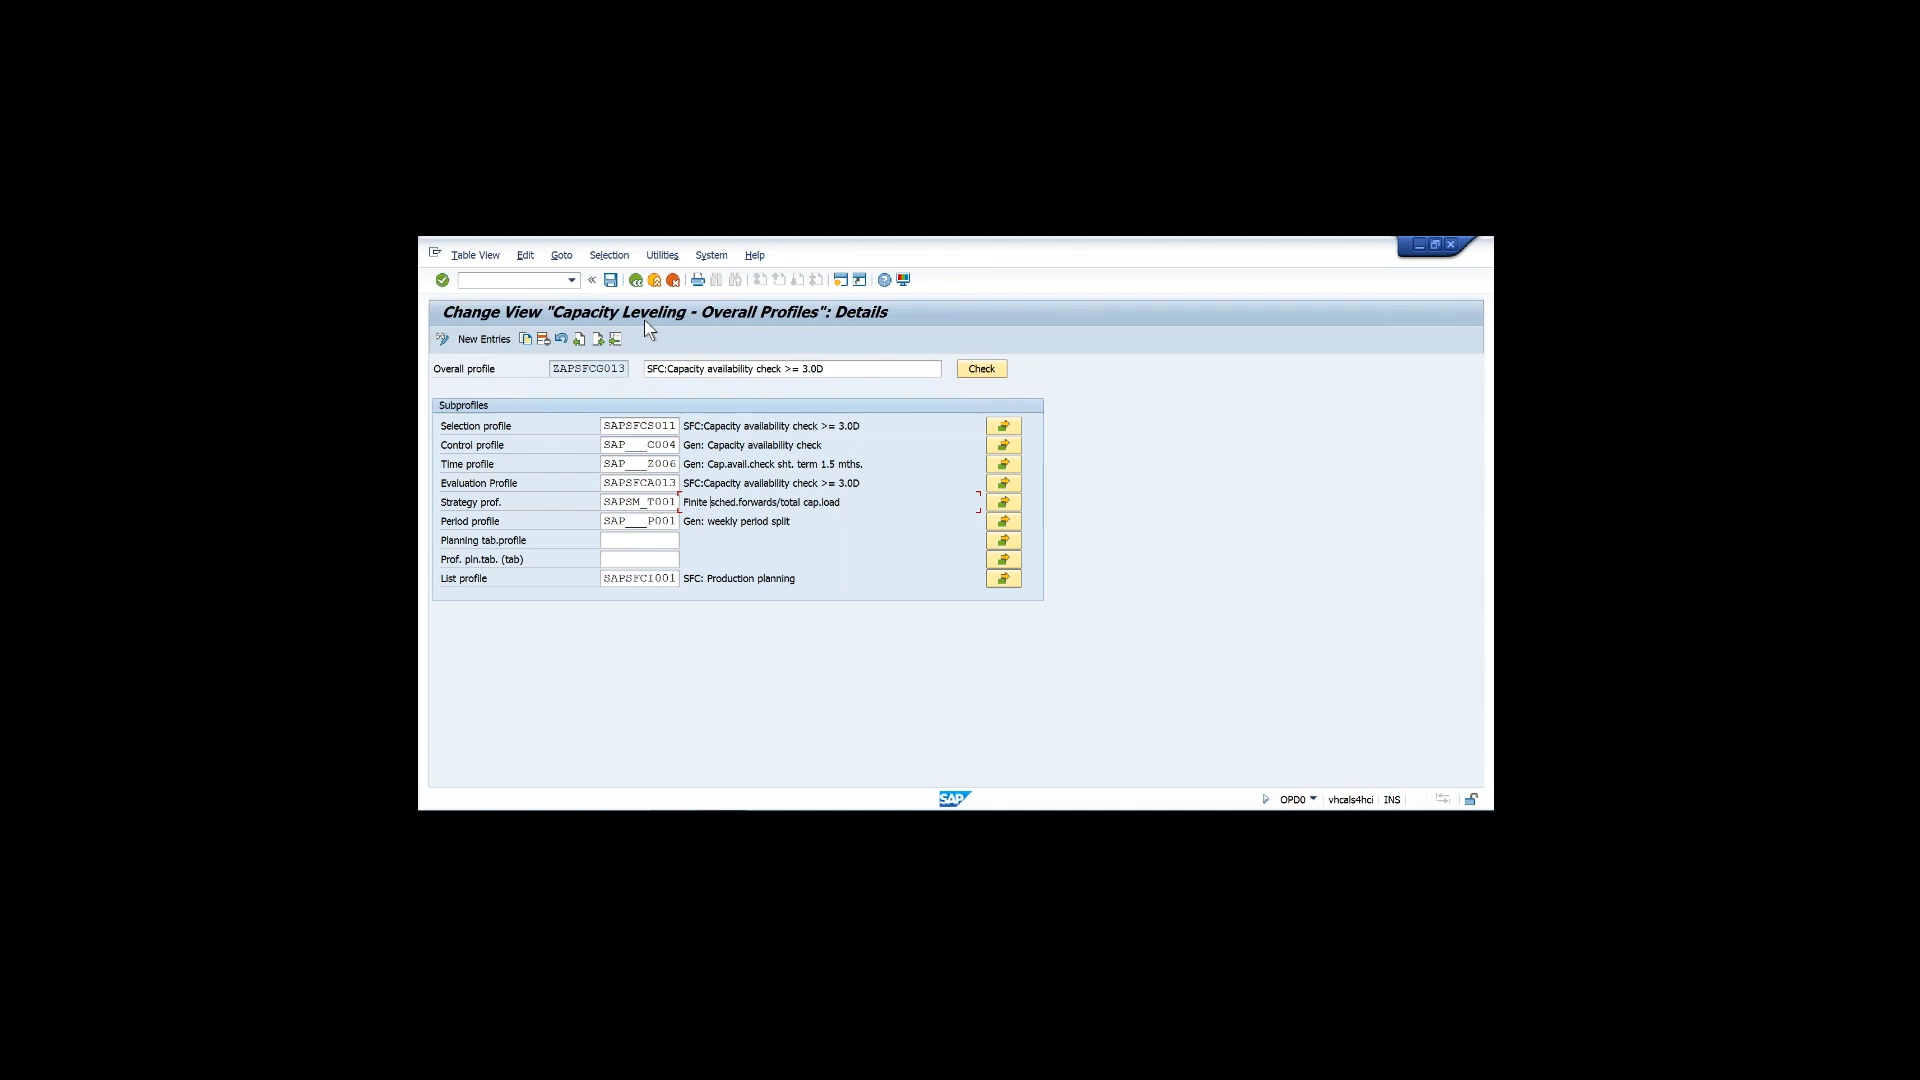 Table View Edit Goto Selection Utilities System Help
Change View "Capacity Leveling - Overall Profiles": Details
New Entries
Overall profile ZAPSFCG013 SFC:Capacity availability check >= 3.0D Check
Subprofiles
Selection profile SAPSFCS011 SFC:Capacity availability check >= 3.0D
Control profile SAP___C004 Gen: Capacity availability check
Time profile SAP___Z006 Gen: Cap.avail.check sht. term 1.5 mths.
Evaluation Profile SAPSFCA013 SFC:Capacity availability check >= 3.0D
Strategy prof. SAPSM_T001 Finite sched.forwards/total cap.load
Period profile SAP___P001 Gen: weekly period split
Planning tab.profile
Prof. pln.tab. (tab)
List profile SAPSFCI001 SFC: Production planning
SAP OPD0 vhcals4hci INS